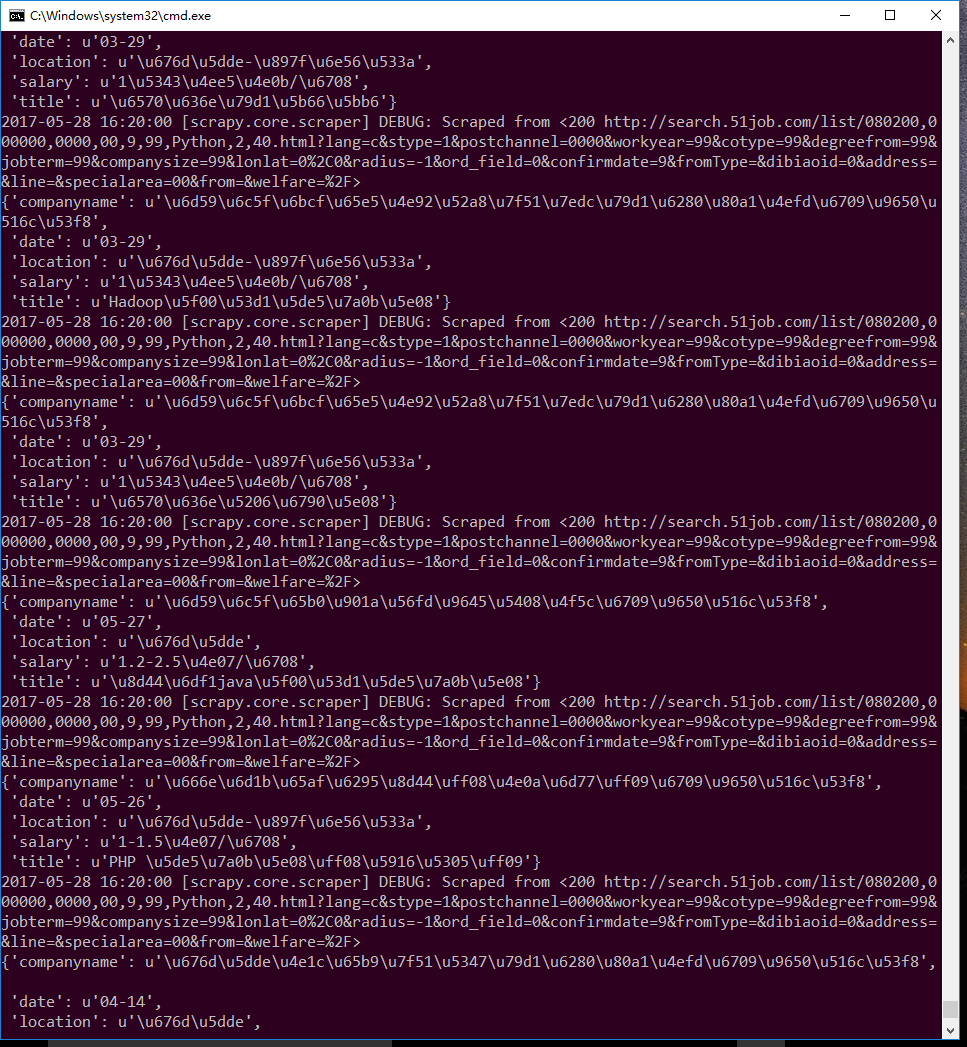 C:\Windows\system32\cmd.exe
'date': u'03-29',
'location': u'\u676d\u5dde-\u897f\u6e56\u533a',
'salary': u'1\u5343\u4ee5\u4e0b/\u6708',
'title': u'\u6570\u636e\u79d1\u5b66\u5bb6'}
2017-05-28 16:20:00 [scrapy.core.scraper] DEBUG: Scraped from <200 http://search.51job.com/list/080200,0
00000,0000,00,9,99,Python,2,40.html?lang=c&stype=1&postchannel=0000&workyear=99&cotype=99&degreefrom=99&
jobterm=99&companysize=99&lonlat=0%2C0&radius=-1&ord_field=0&confirmdate=9&fromType=&dibiaoid=0&address=
&line=&specialarea=00&from=&welfare=%2F>
{'companyname': u'\u6d59\u6c5f\u6bcf\u65e5\u4e92\u52a8\u7f51\u7edc\u79d1\u6280\u80a1\u4efd\u6709\u9650\u
516c\u53f8',
'date': u'03-29',
'location': u'\u676d\u5dde-\u897f\u6e56\u533a',
'salary': u'1\u5343\u4ee5\u4e0b/\u6708',
'title': u'Hadoop\u5f00\u53d1\u5de5\u7a0b\u5e08'}
2017-05-28 16:20:00 [scrapy.core.scraper] DEBUG: Scraped from <200 http://search.51job.com/list/080200,0
00000,0000,00,9,99,Python,2,40.html?lang=c&stype=1&postchannel=0000&workyear=99&cotype=99&degreefrom=99&
jobterm=99&companysize=99&lonlat=0%2C0&radius=-1&ord_field=0&confirmdate=9&fromType=&dibiaoid=0&address=
&line=&specialarea=00&from=&welfare=%2F>
{'companyname': u'\u6d59\u6c5f\u6bcf\u65e5\u4e92\u52a8\u7f51\u7edc\u79d1\u6280\u80a1\u4efd\u6709\u9650\u
516c\u53f8',
'date': u'03-29',
'location': u'\u676d\u5dde-\u897f\u6e56\u533a',
'salary': u'1\u5343\u4ee5\u4e0b/\u6708',
'title': u'\u6570\u636e\u5206\u6790\u5e08'}
2017-05-28 16:20:00 [scrapy.core.scraper] DEBUG: Scraped from <200 http://search.51job.com/list/080200,0
00000,0000,00,9,99,Python,2,40.html?lang=c&stype=1&postchannel=0000&workyear=99&cotype=99&degreefrom=99&
jobterm=99&companysize=99&lonlat=0%2C0&radius=-1&ord_field=0&confirmdate=9&fromType=&dibiaoid=0&address=
&line=&specialarea=00&from=&welfare=%2F>
{'companyname': u'\u6d59\u6c5f\u65b0\u901a\u56fd\u9645\u5408\u4f5c\u6709\u9650\u516c\u53f8',
'date': u'05-27',
'location': u'\u676d\u5dde',
'salary': u'1.2-2.5\u4e07/\u6708',
'title': u'\u8d44\u6df1java\u5f00\u53d1\u5de5\u7a0b\u5e08'}
2017-05-28 16:20:00 [scrapy.core.scraper] DEBUG: Scraped from <200 http://search.51job.com/list/080200,0
00000,0000,00,9,99,Python,2,40.html?lang=c&stype=1&postchannel=0000&workyear=99&cotype=99&degreefrom=99&
jobterm=99&companysize=99&lonlat=0%2C0&radius=-1&ord_field=0&confirmdate=9&fromType=&dibiaoid=0&address=
&line=&specialarea=00&from=&welfare=%2F>
{'companyname': u'\u666e\u6d1b\u65af\u6295\u8d44\uff08\u4e0a\u6d77\uff09\u6709\u9650\u516c\u53f8',
'date': u'05-26',
'location': u'\u676d\u5dde-\u897f\u6e56\u533a',
'salary': u'1-1.5\u4e07/\u6708',
'title': u'PHP \u5de5\u7a0b\u5e08\uff08\u5916\u5305\uff09'}
2017-05-28 16:20:00 [scrapy.core.scraper] DEBUG: Scraped from <200 http://search.51job.com/list/080200,0
00000,0000,00,9,99,Python,2,40.html?lang=c&stype=1&postchannel=0000&workyear=99&cotype=99&degreefrom=99&
jobterm=99&companysize=99&lonlat=0%2C0&radius=-1&ord_field=0&confirmdate=9&fromType=&dibiaoid=0&address=
&line=&specialarea=00&from=&welfare=%2F>
{'companyname': u'\u676d\u5dde\u4e1c\u65b9\u7f51\u5347\u79d1\u6280\u80a1\u4efd\u6709\u9650\u516c\u53f8',
'date': u'04-14',
'location': u'\u676d\u5dde',